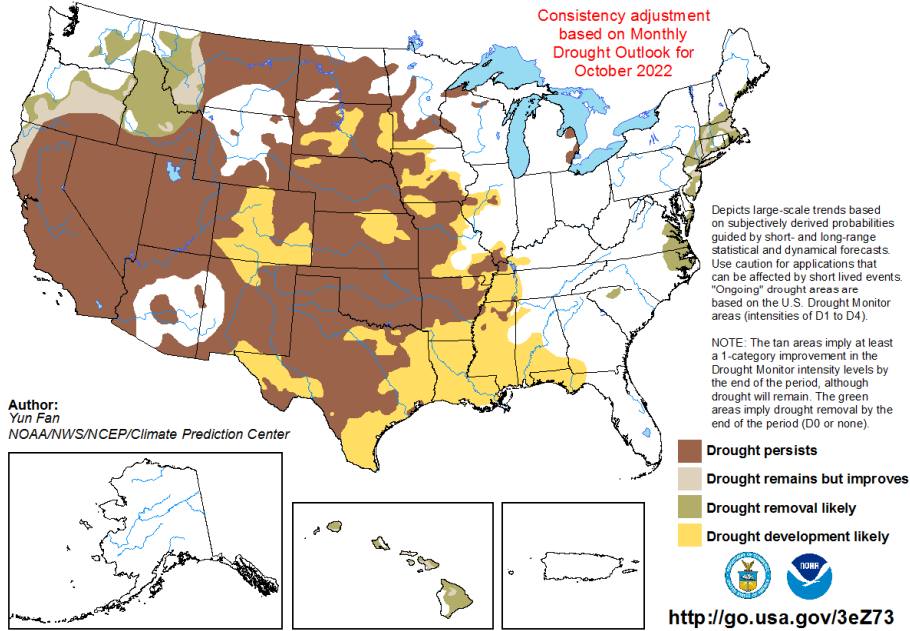 Consistency adjustment
based on Monthly
Drought Outlook for
October 2022
Depicts large-scale trends based
on subjectively derived probabilities
guided by short- and long-range
statistical and dynamical forecasts.
Use caution for applications that
can be affected by short lived events.
"Ongoing" drought areas are
based on the U.S. Drought Monitor
areas (intensities of D1 to D4).
NOTE: The tan areas imply at least
a 1-category improvement in the
Drought Monitor intensity levels by
the end of the period, although
drought will remain. The green
areas imply drought removal by the
end of the period (D0 or none).
Author:
Yun Fan
NOAA/NWS/NCEP/Climate Prediction Center
Drought persists
Drought remains but improves
Drought removal likely
Drought development likely
NOAA
http://go.usa.gov/3eZ73